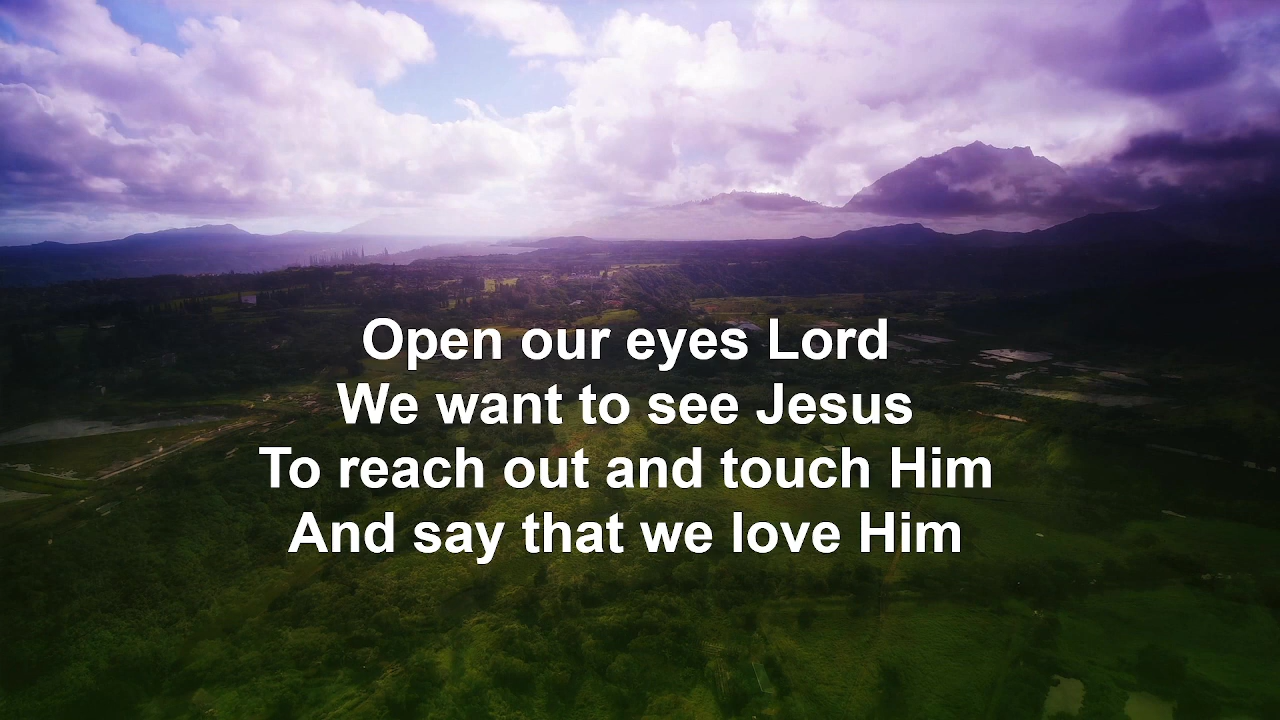 Open our eyes Lord
We want to see Jesus
To reach out and touch Him
And say that we love Him